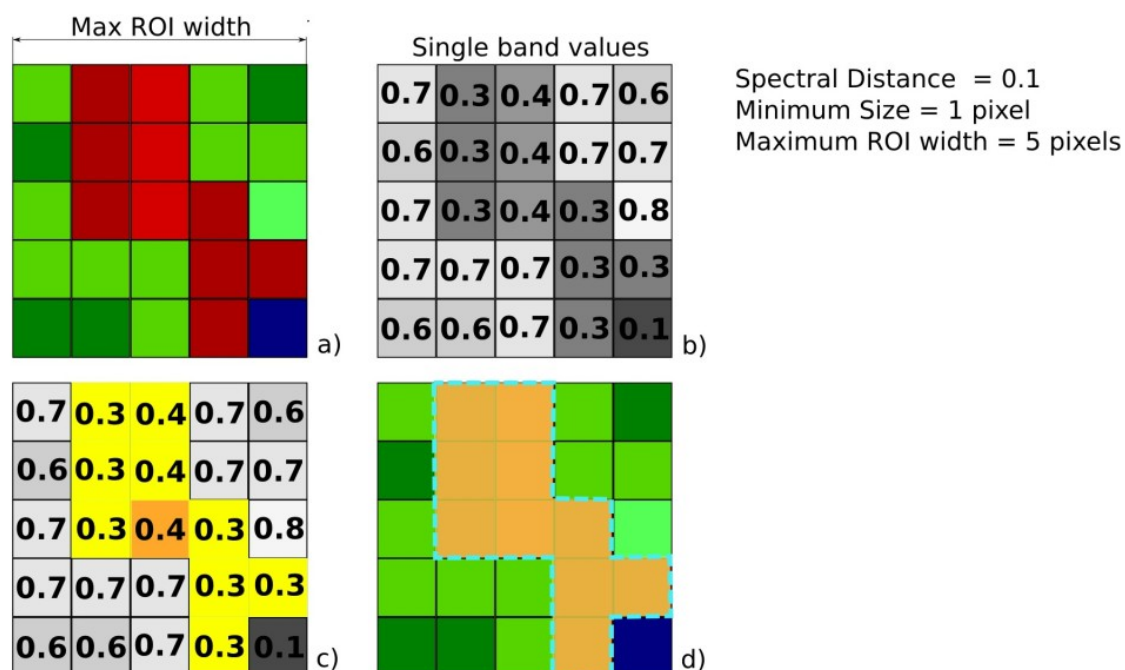 Max ROI width
Single band values
Spectral Distance = 0.1
Minimum Size = 1 pixel
Maximum ROI width = 5 pixels
0.7 0.3 0.4 0.7 0.6
0.6 0.3 0.4 0.7 0.7
0.7 0.3 0.4 0.3 0.8
0.7 0.7 0.7 0.3 0.3
0.6 0.6 0.7 0.3 0.1
a)
b)
0.7 0.3 0.4 0.7 0.6
0.6 0.3 0.4 0.7 0.7
0.7 0.3 0.4 0.3 0.8
0.7 0.7 0.7 0.3 0.3
0.6 0.6 0.7 0.3 0.1
c)
d)